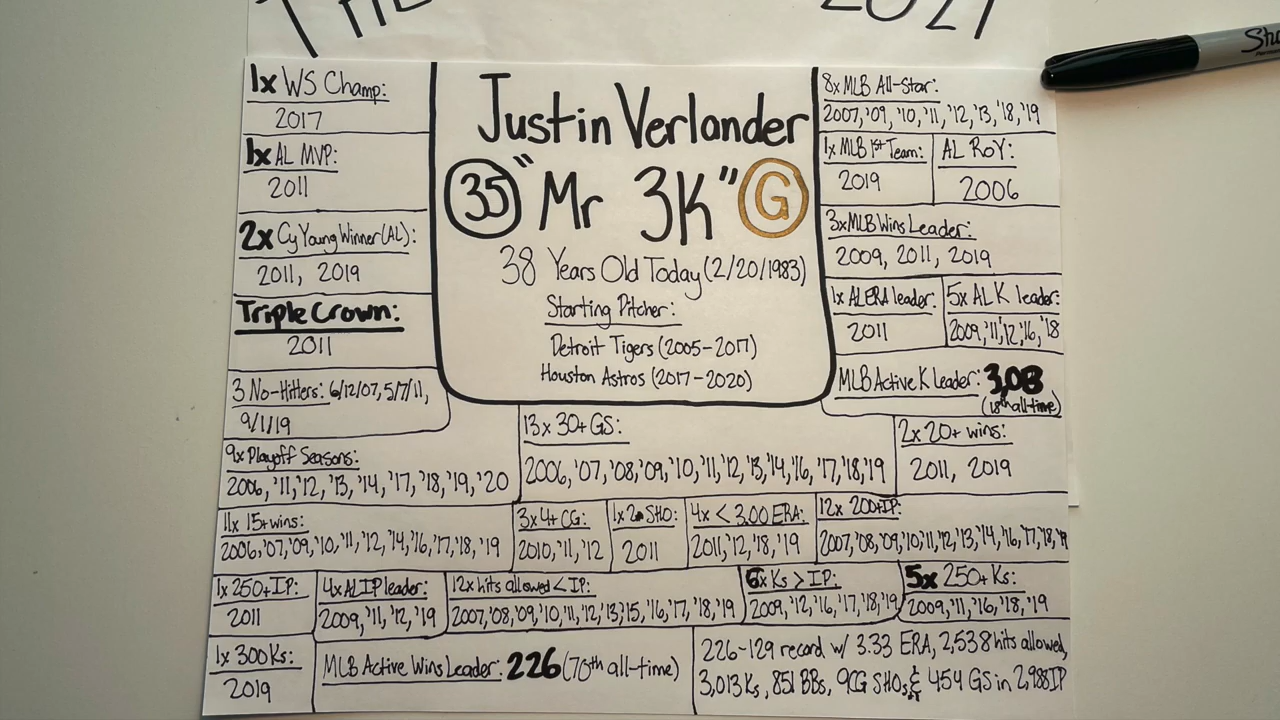 2021
Sha
1x WS Champ:
2017
1x AL MVP:
2011
2x Cy Young Winner (AL):
2011, 2019
Triple Crown:
2011
3 No-Hitters: 6/12/07, 5/7/11,
9/1/19
Justin Verlander
35 "Mr 3K" G
38 Years Old Today (2/20/1983)
Starting Pitcher:
Detroit Tigers (2005-2017)
Houston Astros (2017-2020)
8x MLB All-Star:
2007, '09, '10, '11, '12, '13, '18, '19
1x MLB 1st Team:
2019
AL RoY:
2006
3x MLB Wins Leader:
2009, 2011, 2019
1x AL ERA leader:
2011
5x AL K leader:
2009, '11, '12, '16, '18
MLB Active K Leader:
(18th all-time)
9x Playoff Seasons:
2006, '11, '12, '13, '14, '17, '18, '19, '20
13x 30+ GS:
2006, '07, '08, '09, '10, '11, '12, '13, '14, '16, '17, '18, '19
2x 20+ wins:
2011, 2019
11x 15+ wins:
2006, '07, '09, '10, '11, '12, '14, '16, '17, '18, '19
3x 4+ CG:
2010, '11, '12
1x 2 SHO:
2011
4x < 3.00 ERA:
2011, '12, '18, '19
12x 200+ IP:
2007, '08, '09, '10, '11, '12, '13, '14, '16, '17, '18, '19
1x 250+ IP:
2011
4x AL IP leader:
2009, '11, '12, '19
12x hits allowed < IP:
2007, '08, '09, '10, '11, '12, '13, '15, '16, '17, '18, '19
6x Ks > IP:
2009, '12, '16, '17, '18, '19
5x 250+ Ks:
2009, '11, '16, '18, '19
1x 300 Ks:
2019
MLB Active Wins Leader: 226 (70th all-time)
226-129 record w/ 3.33 ERA, 2,538 hits allowed,
3,013 Ks, 851 BBs, 9 CG SHOs, & 454 GS in 2,988 IP